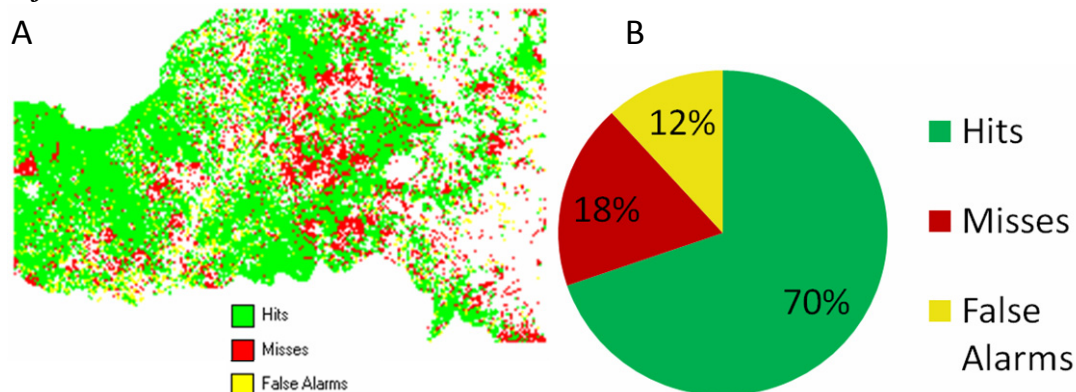 A
Hits
Misses
False Alarms
B
12%
18%
70%
Hits
Misses
False
Alarms